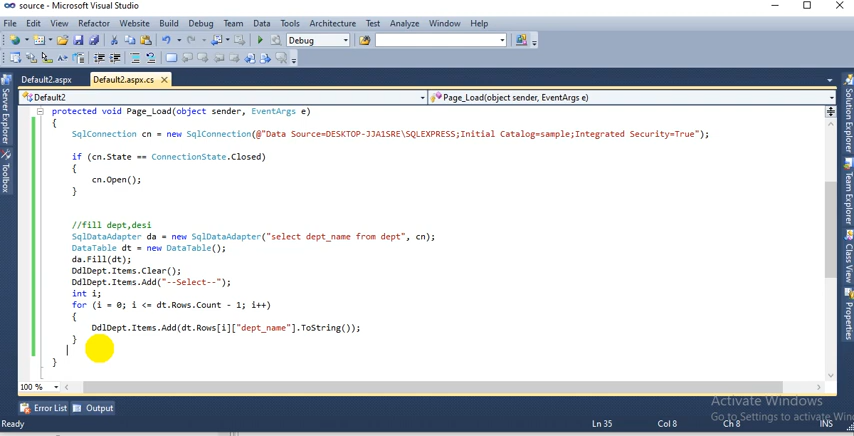 source - Microsoft Visual Studio
File Edit View Refactor Website Build Debug Team Data Tools Architecture Test Analyze Window Help
Debug
Default2.aspx Default2.aspx.cs
Default2 Page_Load(object sender, EventArgs e)
protected void Page_Load(object sender, EventArgs e)
{
SqlConnection cn = new SqlConnection(@"Data Source=DESKTOP-JJA1SRE\SQLEXPRESS;Initial Catalog=sample;Integrated Security=True");
if (cn.State == ConnectionState.Closed)
{
cn.Open();
}
//fill dept,desi
SqlDataAdapter da = new SqlDataAdapter("select dept_name from dept", cn);
DataTable dt = new DataTable();
da.Fill(dt);
DdlDept.Items.Clear();
DdlDept.Items.Add("--Select--");
int i;
for (i = 0; i <= dt.Rows.Count - 1; i++)
{
DdlDept.Items.Add(dt.Rows[i]["dept_name"].ToString());
}
}
Server Explorer
Toolbox
Solution Explorer
Team Explorer
Class View
Properties
100 %
Activate Windows
Go to Settings to activate Win
Error List Output
Ready Ln 35 Col 8 Ch 8 INS